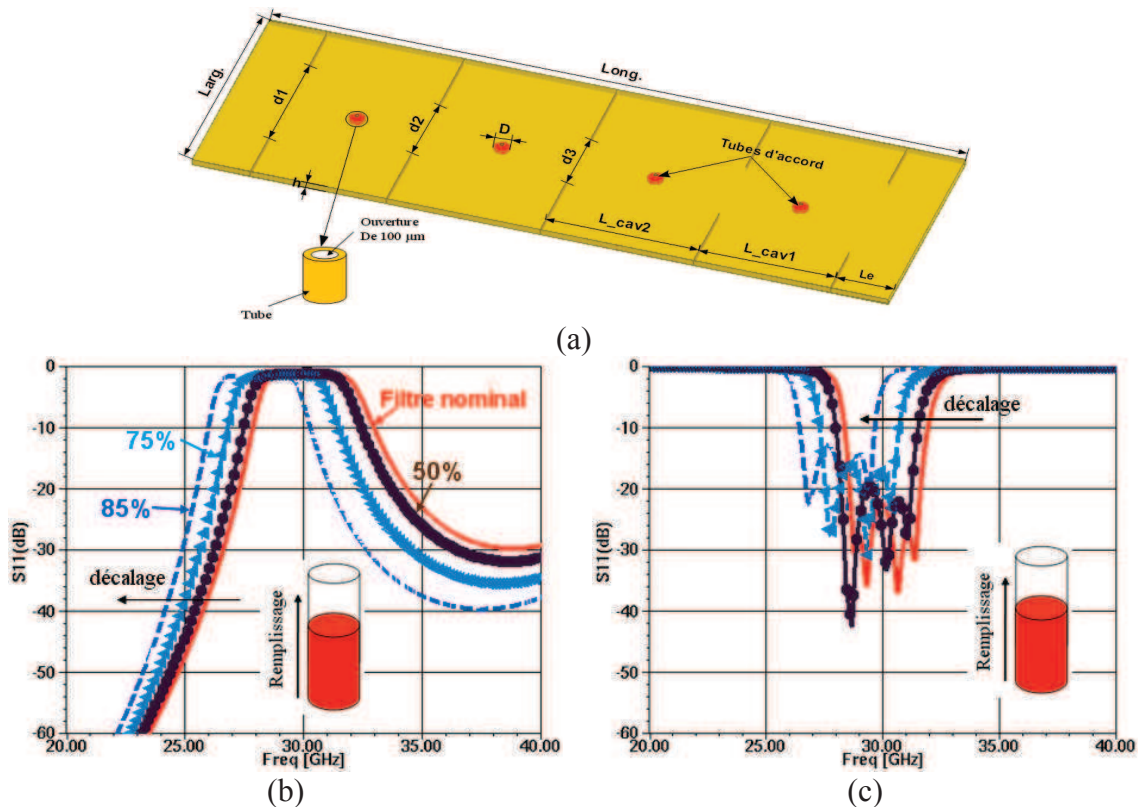 Larg.
Long.
d1
d2
D
d3
Tubes d'accord
h
L_cav2
L_cav1
Le
Ouverture
De 100 µm
Tube
(a)
0
-10
-20
-30
-40
-50
-60
S11(dB)
Filtre nominal
75%
50%
85%
décalage
Remplissage
20.00
25.00
30.00
35.00
40.00
Freq [GHz]
(b)
0
-10
-20
-30
-40
-50
-60
S11(dB)
décalage
Remplissage
20.00
25.00
30.00
35.00
40.00
Freq [GHz]
(c)